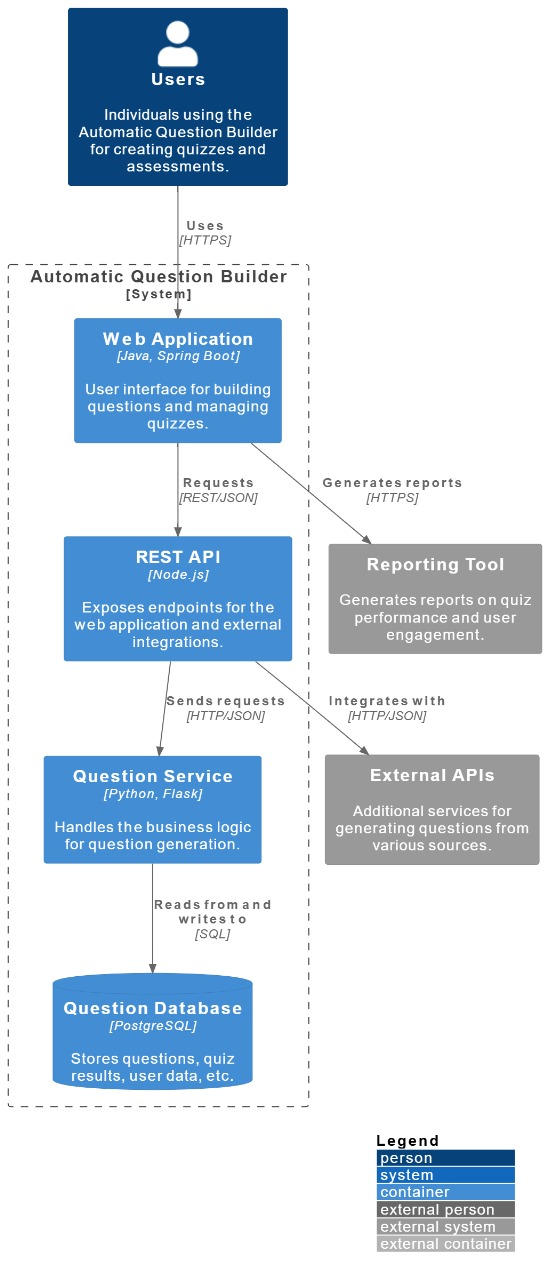 Users
Individuals using the
Automatic Question Builder
for creating quizzes and
assessments.
Uses
[HTTPS]
Automatic Question Builder
[System]
Web Application
[Java, Spring Boot]
User interface for building
questions and managing
quizzes.
Requests
[REST/JSON]
Generates reports
[HTTPS]
REST API
[Node.js]
Exposes endpoints for the
web application and external
integrations.
Reporting Tool
Generates reports on quiz
performance and user
engagement.
Sends requests
[HTTP/JSON]
Integrates with
[HTTP/JSON]
Question Service
[Python, Flask]
Handles the business logic
for question generation.
External APIs
Additional services for
generating questions from
various sources.
Reads from and
writes to
[SQL]
Question Database
[PostgreSQL]
Stores questions, quiz
results, user data, etc.
Legend
person
system
container
external person
external system
external container